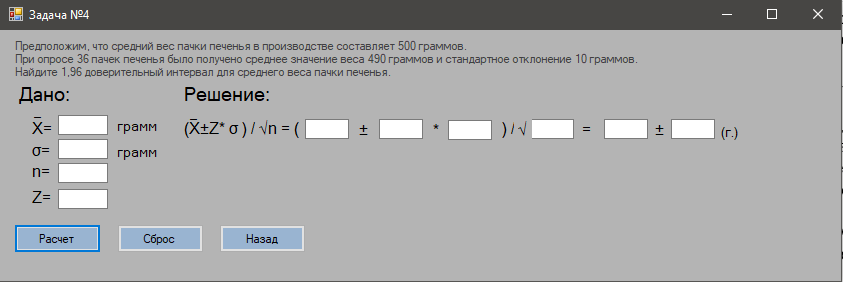 Задача №4
Предположим, что средний вес пачки печенья в производстве составляет 500 граммов.
При опросе 36 пачек печенья было получено среднее значение веса 490 граммов и стандартное отклонение 10 граммов.
Найдите 1,96 доверительный интервал для среднего веса пачки печенья.
Дано:
Решение:
X̅=
грамм
(X̅±Z* σ ) / √n = ( ± * ) / √ = ± (г.)
σ=
грамм
n=
Z=
Расчет
Сброс
Назад